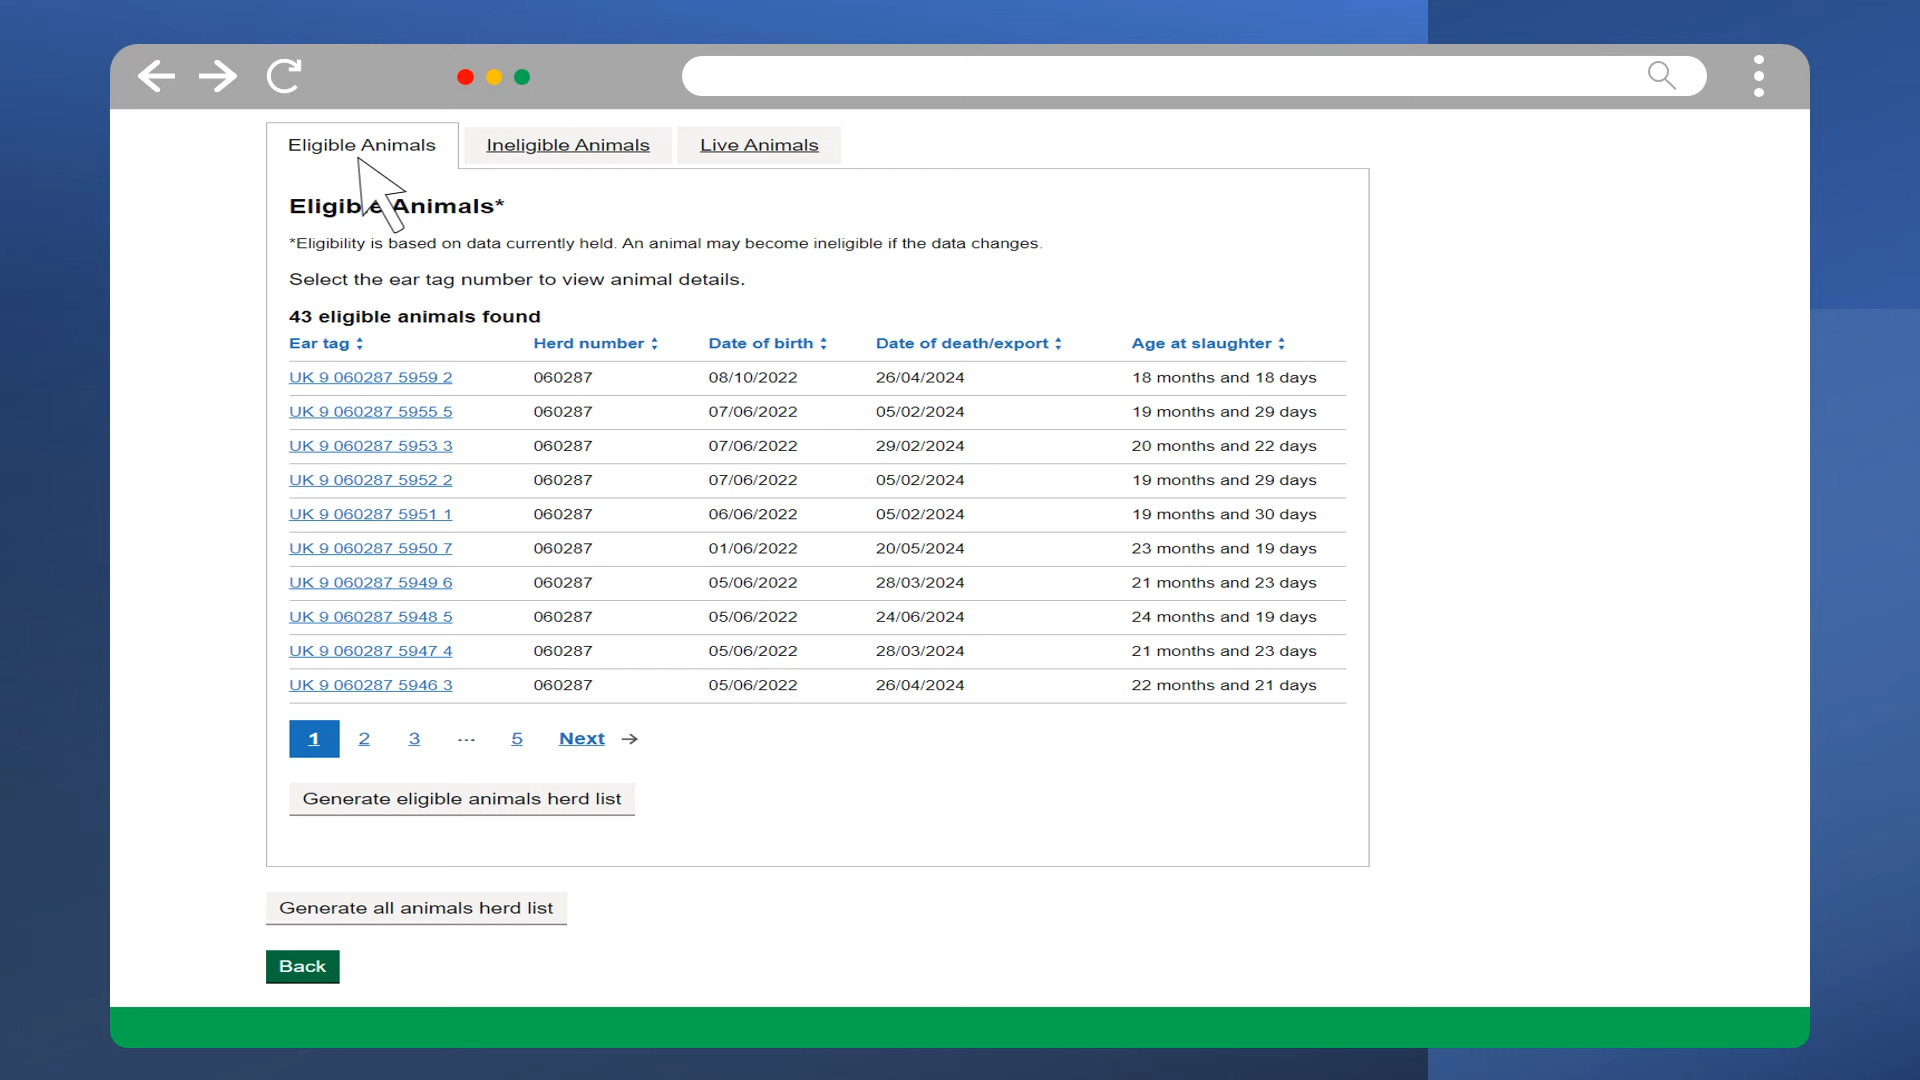 Eligible Animals Ineligible Animals Live Animals
Eligible Animals*
*Eligibility is based on data currently held. An animal may become ineligible if the data changes.
Select the ear tag number to view animal details.
43 eligible animals found
Ear tag Herd number Date of birth Date of death/export Age at slaughter
UK 9 060287 5959 2 060287 08/10/2022 26/04/2024 18 months and 18 days
UK 9 060287 5955 5 060287 07/06/2022 05/02/2024 19 months and 29 days
UK 9 060287 5953 3 060287 07/06/2022 29/02/2024 20 months and 22 days
UK 9 060287 5952 2 060287 07/06/2022 05/02/2024 19 months and 29 days
UK 9 060287 5951 1 060287 06/06/2022 05/02/2024 19 months and 30 days
UK 9 060287 5950 7 060287 01/06/2022 20/05/2024 23 months and 19 days
UK 9 060287 5949 6 060287 05/06/2022 28/03/2024 21 months and 23 days
UK 9 060287 5948 5 060287 05/06/2022 24/06/2024 24 months and 19 days
UK 9 060287 5947 4 060287 05/06/2022 28/03/2024 21 months and 23 days
UK 9 060287 5946 3 060287 05/06/2022 26/04/2024 22 months and 21 days
1 2 3 ... 5 Next →
Generate eligible animals herd list
Generate all animals herd list
Back